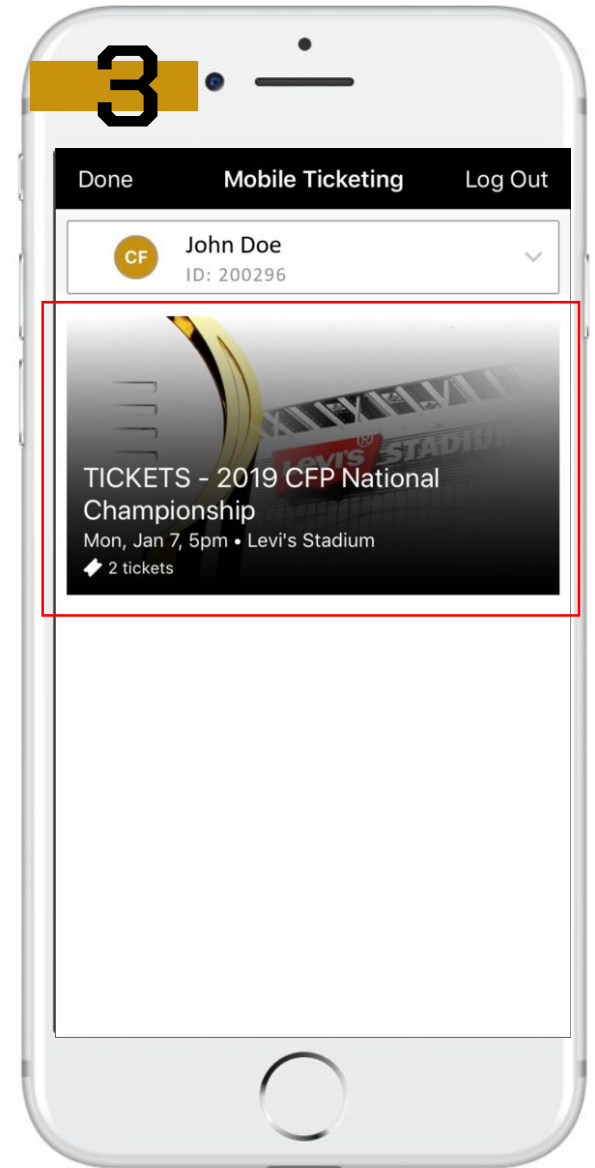 3
Done Mobile Ticketing Log Out
CF
John Doe
ID: 200296
LEVI'S® STADIUM
TICKETS - 2019 CFP National
Championship
Mon, Jan 7, 5pm • Levi's Stadium
2 tickets